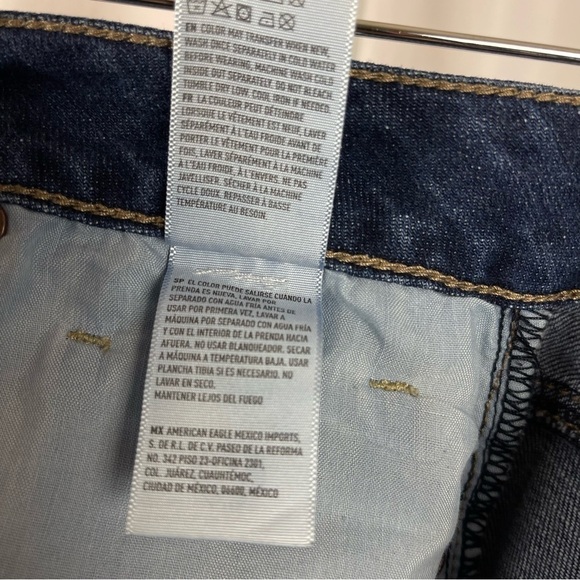 EN COLOR MAY TRANSFER WHEN NEW,
WASH ONCE SEPARATELY IN COLD WATER
BEFORE WEARING. MACHINE WASH COLD
INSIDE OUT SEPARATELY. DO NOT BLEACH.
TUMBLE DRY LOW. COOL IRON IF NEEDED.
FR LA COULEUR PEUT DÉTEINDRE
LORSQUE LE VÊTEMENT EST NEUF, LAVER
SÉPARÉMENT À L'EAU FROIDE AVANT DE
PORTER LE VÊTEMENT POUR LA PREMIÈRE
FOIS, LAVER SÉPARÉMENT À LA MACHINE
À L'EAU FROIDE, À L'ENVERS. NE PAS
JAVELLISER. SÉCHER À LA MACHINE
CYCLE DOUX. REPASSER À BASSE
TEMPÉRATURE AU BESOIN.
SP EL COLOR PUEDE SALIRSE CUANDO LA
PRENDA ES NUEVA, LAVAR POR
SEPARADO CON AGUA FRÍA ANTES DE
USAR POR PRIMERA VEZ, LAVAR A
MÁQUINA POR SEPARADO CON AGUA FRÍA
Y CON EL INTERIOR DE LA PRENDA HACIA
AFUERA. NO USAR BLANQUEADOR. SECAR
A MÁQUINA A TEMPERATURA BAJA. USAR
PLANCHA TIBIA SI ES NECESARIO. NO
LAVAR EN SECO.
MANTENER LEJOS DEL FUEGO
MX AMERICAN EAGLE MEXICO IMPORTS,
S. DE R.L. DE C.V. PASEO DE LA REFORMA
NO. 342 PISO 23-OFICINA 2301,
COL. JUÁREZ, CUAUHTÉMOC,
CIUDAD DE MÉXICO, 06600, MÉXICO